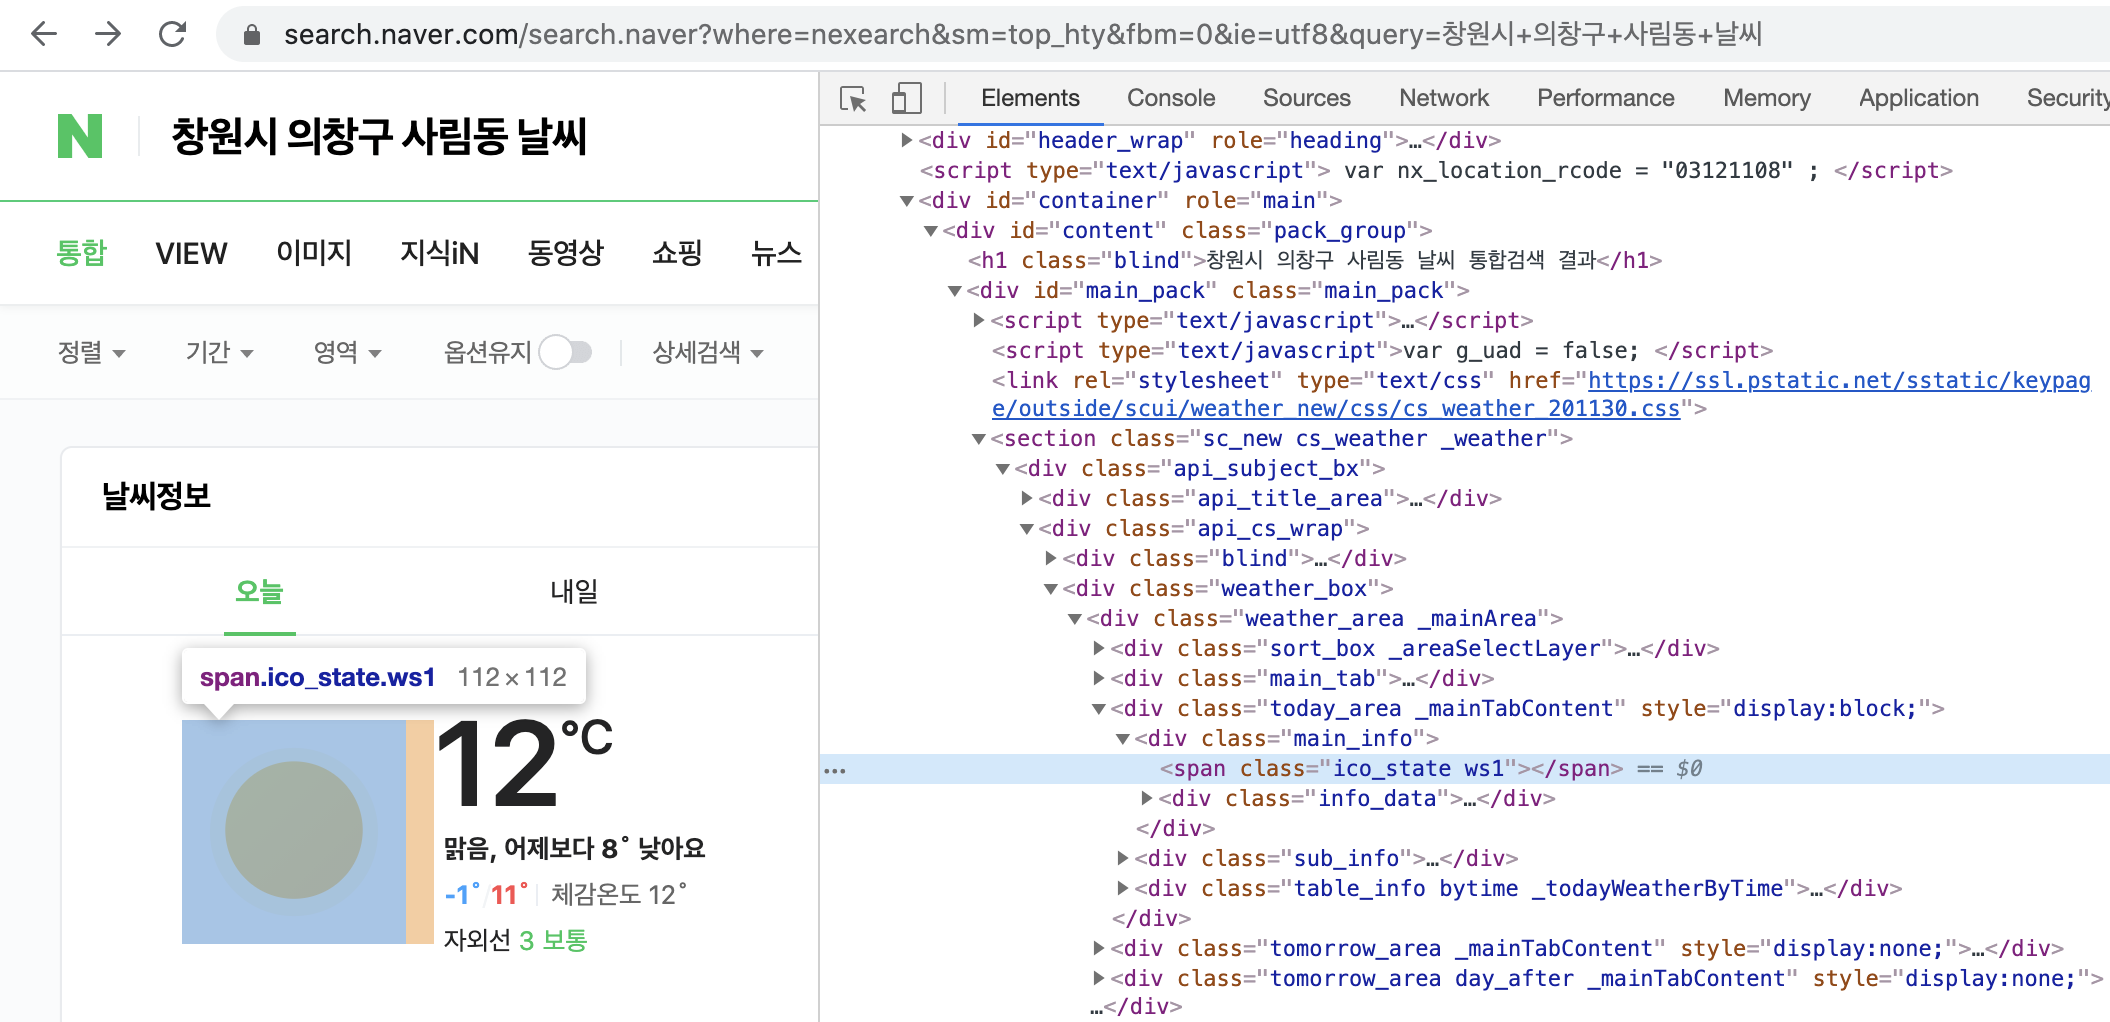 search.naver.com/search.naver?where=nexearch&sm=top_hty&fbm=0&ie=utf8&query=창원시+의창구+사림동+날씨
N 창원시 의창구 사림동 날씨
통합 VIEW 이미지 지식iN 동영상 쇼핑 뉴스
정렬 기간 영역 옵션유지 상세검색
날씨정보
오늘 내일
span.ico_state.ws1 112 × 112
12°C
맑음, 어제보다 8˚ 낮아요
-1˚/11˚ 체감온도 12˚
자외선 3 보통
Elements Console Sources Network Performance Memory Application Security
<div id="header_wrap" role="heading">…</div>
<script type="text/javascript"> var nx_location_rcode = "03121108" ; </script>
<div id="container" role="main">
<div id="content" class="pack_group">
<h1 class="blind">창원시 의창구 사림동 날씨 통합검색 결과</h1>
<div id="main_pack" class="main_pack">
<script type="text/javascript">…</script>
<script type="text/javascript">var g_uad = false; </script>
<link rel="stylesheet" type="text/css" href="https://ssl.pstatic.net/sstatic/keypag
e/outside/scui/weather_new/css/cs_weather_201130.css">
<section class="sc_new cs_weather _weather">
<div class="api_subject_bx">
<div class="api_title_area">…</div>
<div class="api_cs_wrap">
<div class="blind">…</div>
<div class="weather_box">
<div class="weather_area _mainArea">
<div class="sort_box _areaSelectLayer">…</div>
<div class="main_tab">…</div>
<div class="today_area _mainTabContent" style="display:block;">
<div class="main_info">
… <span class="ico_state ws1"></span> == $0
<div class="info_data">…</div>
</div>
<div class="sub_info">…</div>
<div class="table_info bytime _todayWeatherByTime">…</div>
</div>
<div class="tomorrow_area _mainTabContent" style="display:none;">…</div>
<div class="tomorrow_area day_after _mainTabContent" style="display:none;">
…</div>